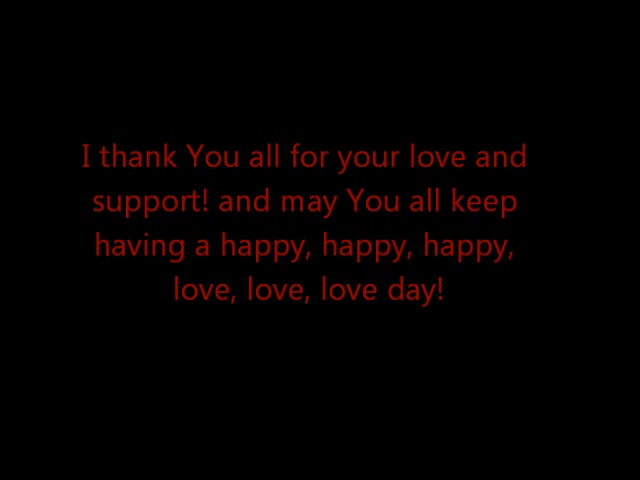 I thank You all for your love and
support! and may You all keep
having a happy, happy, happy,
love, love, love day!